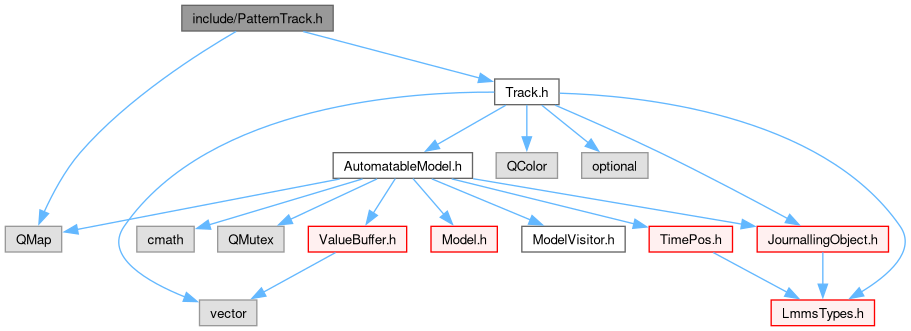 include/PatternTrack.h
Track.h
AutomatableModel.h
QColor
optional
QMap
cmath
QMutex
ValueBuffer.h
Model.h
ModelVisitor.h
TimePos.h
JournallingObject.h
vector
LmmsTypes.h